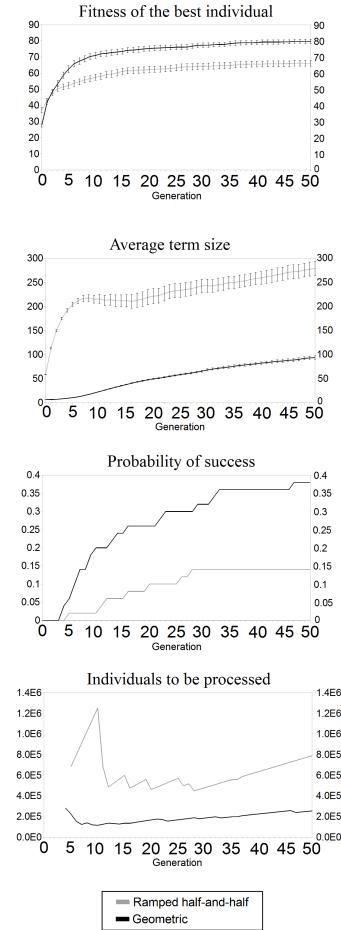 Fitness of the best individual
90 90
80 80
70 70
60 60
50 50
40 40
30 30
20 20
10 10
0 0
0 5 10 15 20 25 30 35 40 45 50
Generation
Average term size
300 300
250 250
200 200
150 150
100 100
50 50
0 0
0 5 10 15 20 25 30 35 40 45 50
Generation
Probability of success
0.4 0.4
0.35 0.35
0.3 0.3
0.25 0.25
0.2 0.2
0.15 0.15
0.1 0.1
0.05 0.05
0 0
0 5 10 15 20 25 30 35 40 45 50
Generation
Individuals to be processed
1.4E6 1.4E6
1.2E6 1.2E6
1.0E6 1.0E6
8.0E5 8.0E5
6.0E5 6.0E5
4.0E5 4.0E5
2.0E5 2.0E5
0.0E0 0.0E0
0 5 10 15 20 25 30 35 40 45 50
Generation
Ramped half-and-half
Geometric